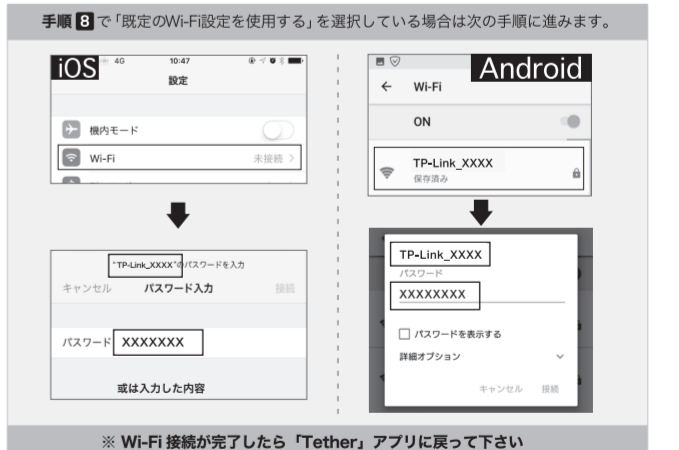 手順 8 で「既定のWi-Fi設定を使用する」を選択している場合は次の手順に進みます。
iOS
4G
10:47
設定
機内モード
Wi-Fi
未接続
"TP-Link_XXXX"のパスワードを入力
キャンセル
パスワード入力
接続
パスワード
XXXXXXX
或は入力した内容
Android
Wi-Fi
ON
TP-Link_XXXX
保存済み
TP-Link_XXXX
パスワード
XXXXXXXX
パスワードを表示する
詳細オプション
キャンセル
接続
※ Wi-Fi 接続が完了したら「Tether」アプリに戻って下さい